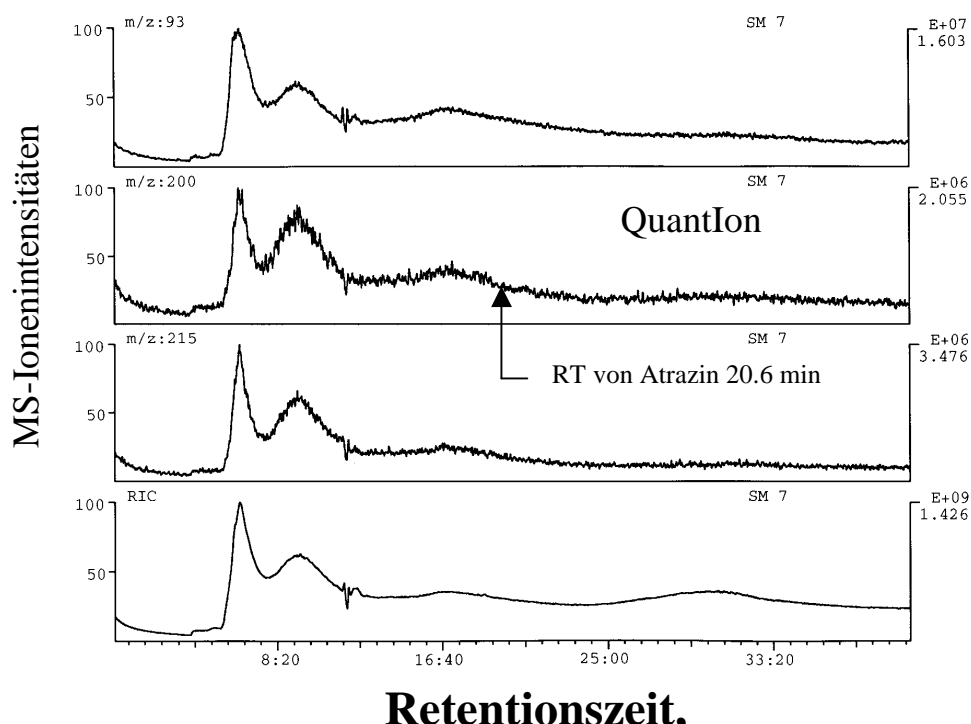 MS-Ionenintensitäten
m/z:93 SM 7 E+07
100 1.603
50
m/z:200 SM 7 E+06
100 2.055
QuantIon
50
m/z:215 SM 7 E+06
100 3.476
RT von Atrazin 20.6 min
50
RIC SM 7 E+09
100 1.426
50
8:20 16:40 25:00 33:20
Retentionszeit,